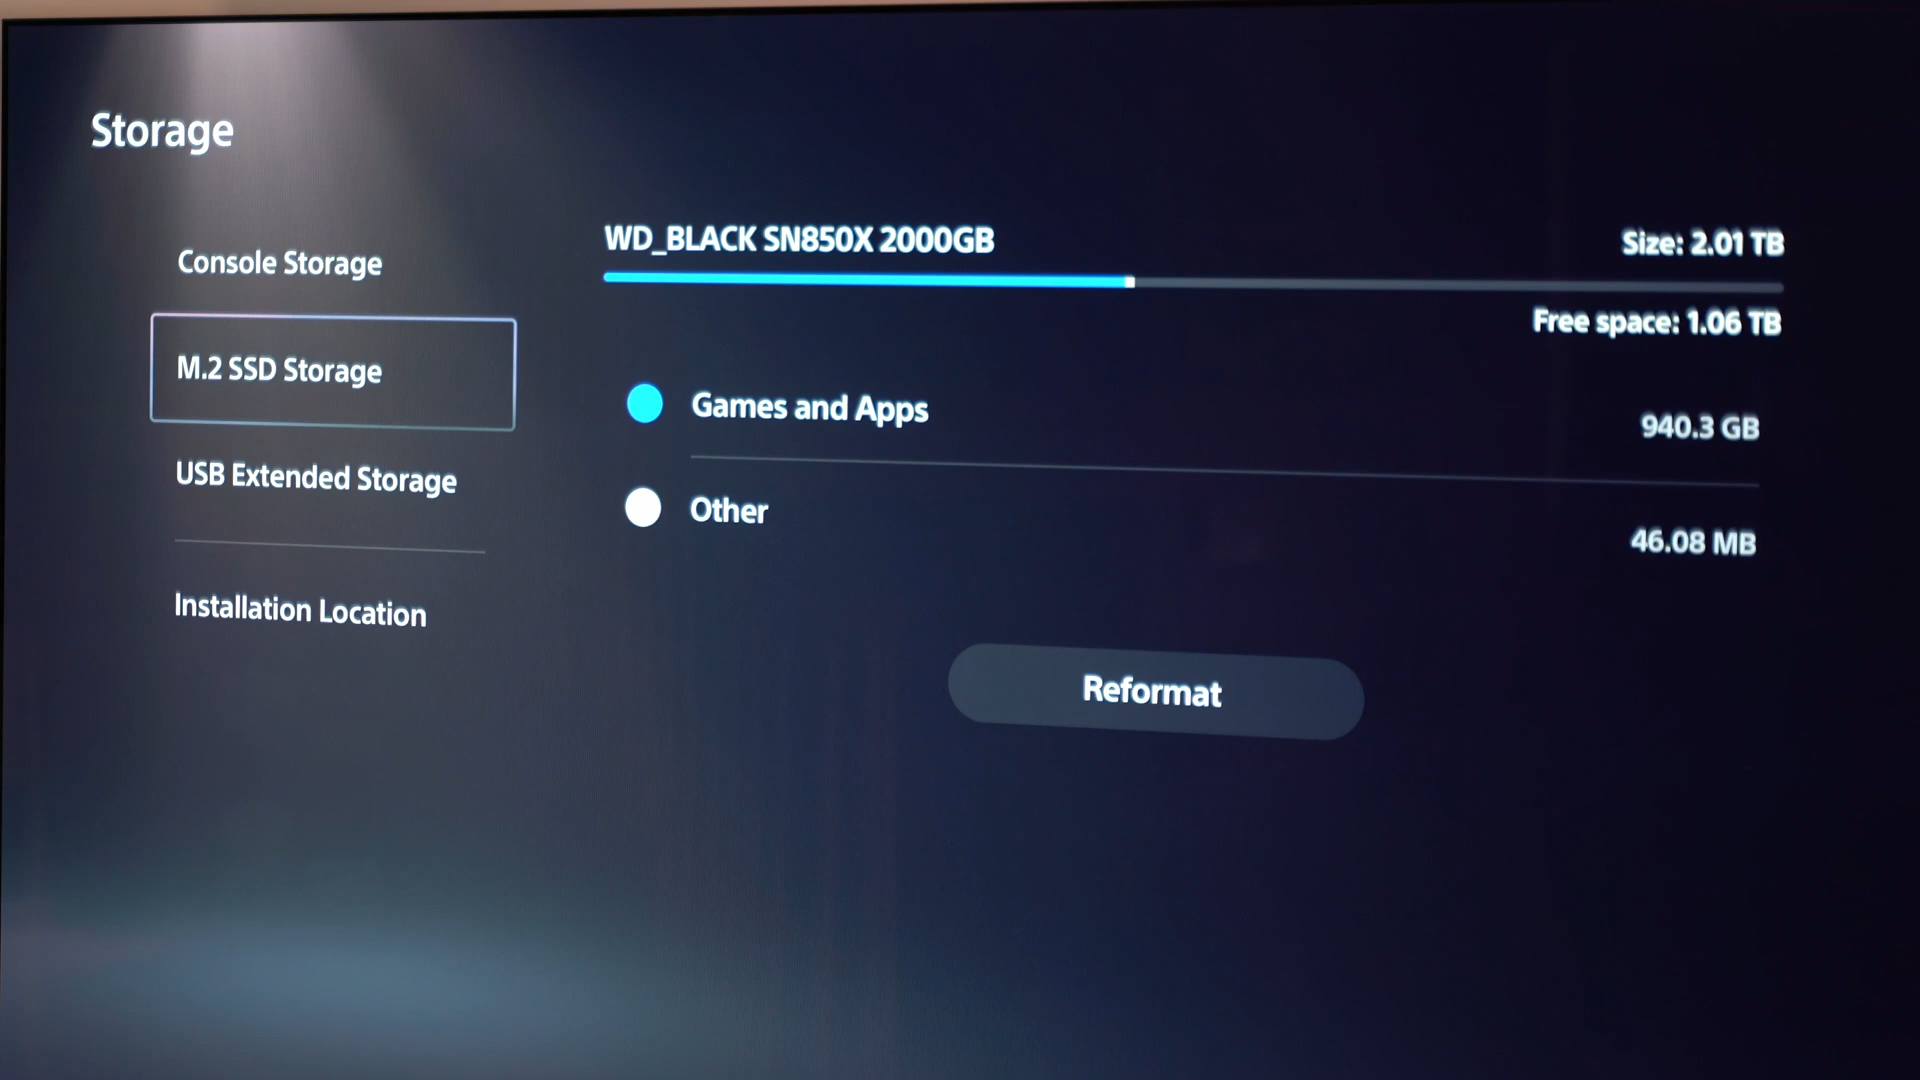 Storage
Console Storage
M.2 SSD Storage
USB Extended Storage
Installation Location
WD_BLACK SN850X 2000GB
Size: 2.01 TB
Free space: 1.06 TB
Games and Apps
940.3 GB
Other
46.08 MB
Reformat